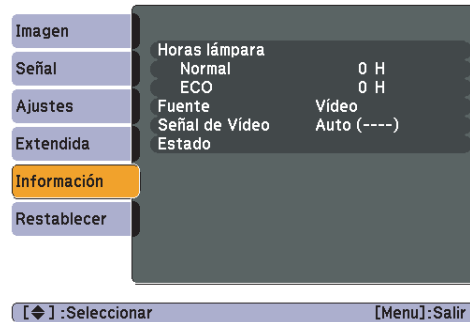 Imagen
Señal
Ajustes
Extendida
Información
Restablecer
Horas lámpara
Normal 0 H
ECO 0 H
Fuente Vídeo
Señal de Vídeo Auto (----)
Estado
[◆] :Seleccionar [Menu]:Salir